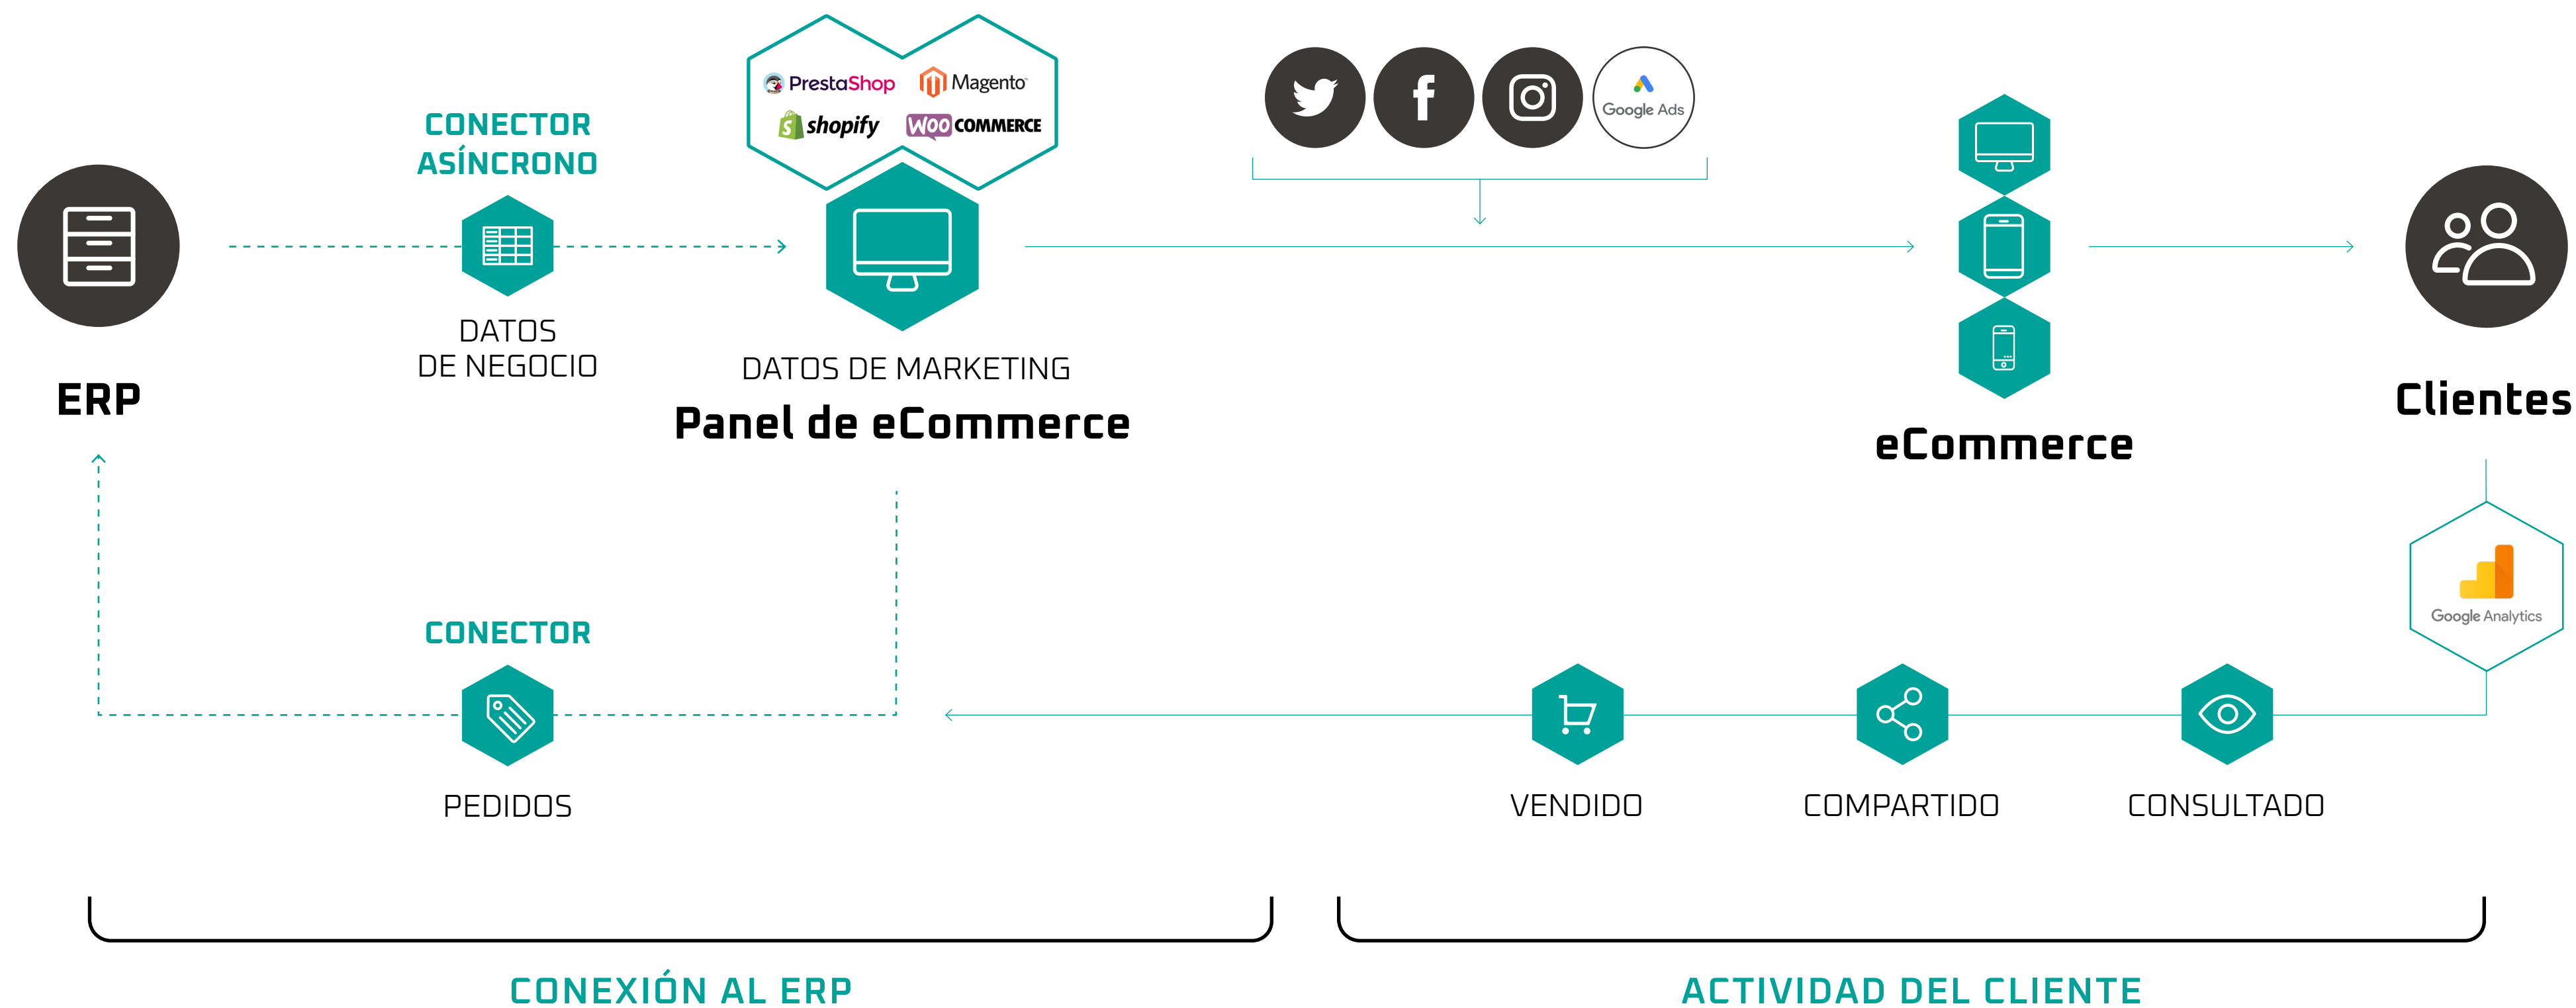 CONECTOR
ASÍNCRONO
DATOS
DE NEGOCIO
ERP
PrestaShop
Magento
shopify
WOO COMMERCE
DATOS DE MARKETING
Panel de eCommerce
Google Ads
eCommerce
Clientes
Google Analytics
CONECTOR
PEDIDOS
VENDIDO
COMPARTIDO
CONSULTADO
CONEXIÓN AL ERP
ACTIVIDAD DEL CLIENTE